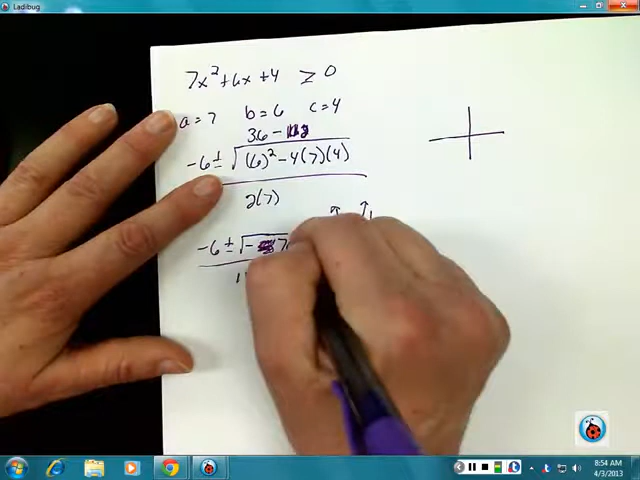 Ladibug
7x² + 6x + 4 ≥ 0
a = 7 b = 6 c = 4
36 -
-6 ± √(6)² - 4(7)(4)
2(7)
-6 ± √- 7
8:54 AM
4/3/2013